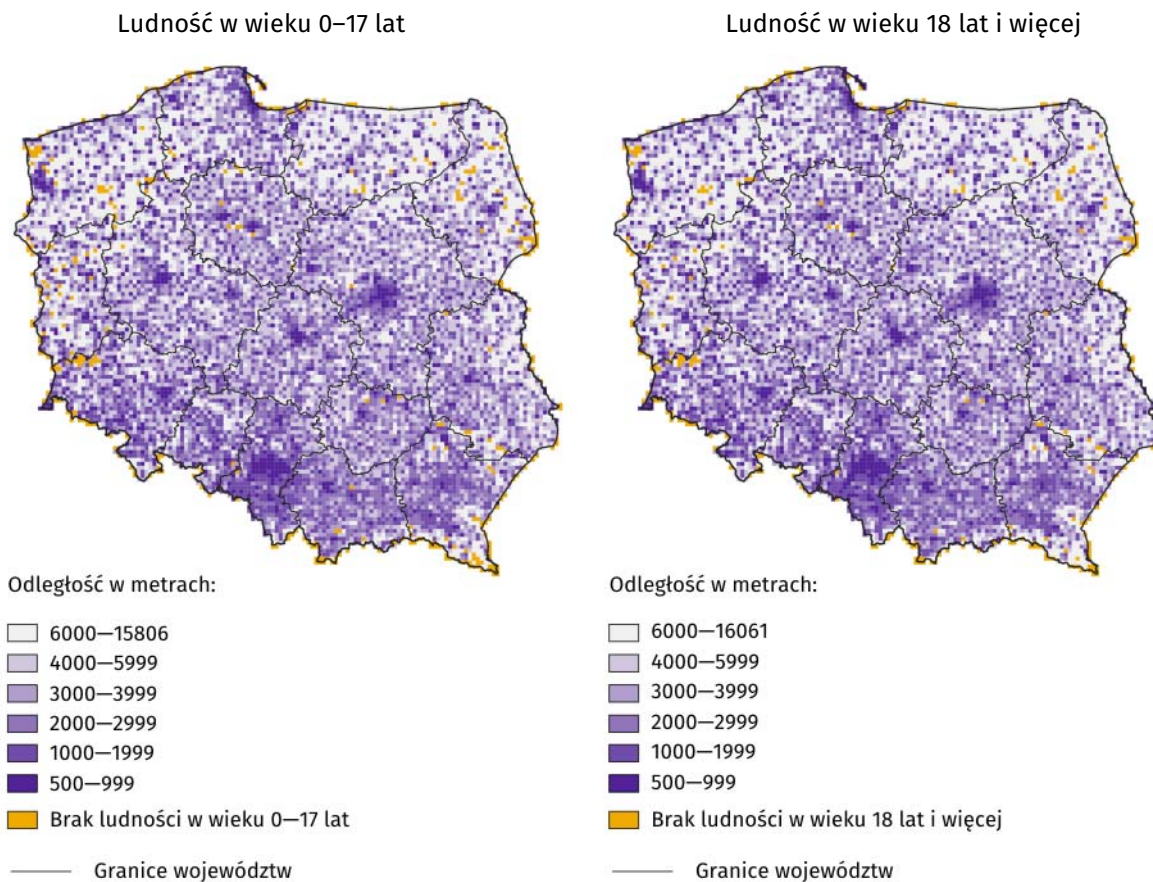 Ludność w wieku 0–17 lat
Ludność w wieku 18 lat i więcej
Odległość w metrach:
6000—15806
4000—5999
3000—3999
2000—2999
1000—1999
500—999
Brak ludności w wieku 0—17 lat
Granice województw
Odległość w metrach:
6000—16061
4000—5999
3000—3999
2000—2999
1000—1999
500—999
Brak ludności w wieku 18 lat i więcej
Granice województw